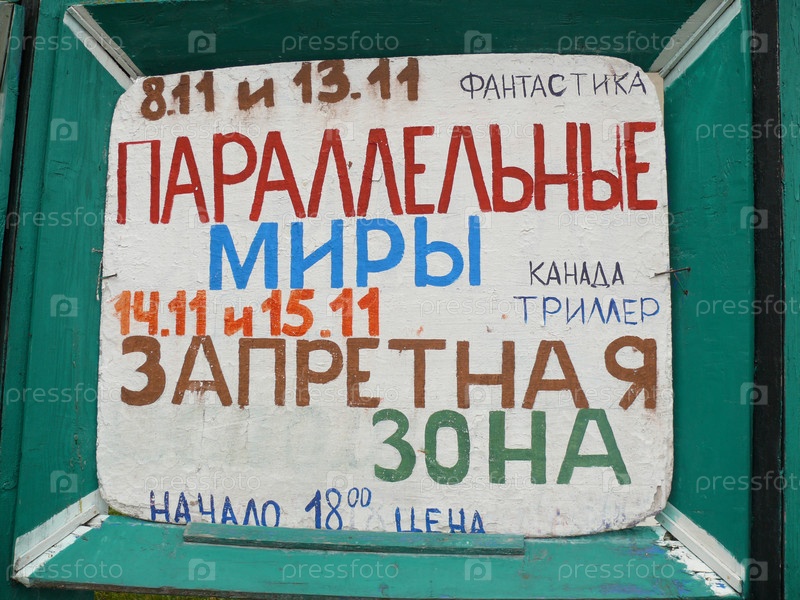 8.11 и 13.11 ФАНТАСТИКА
ПАРАЛЛЕЛЬНЫЕ
МИРЫ
КАНАДА
14.11 и 15.11 ТРИЛЛЕР
ЗАПРЕТНАЯ
ЗОНА
НАЧАЛО 18⁰⁰ ЦЕНА